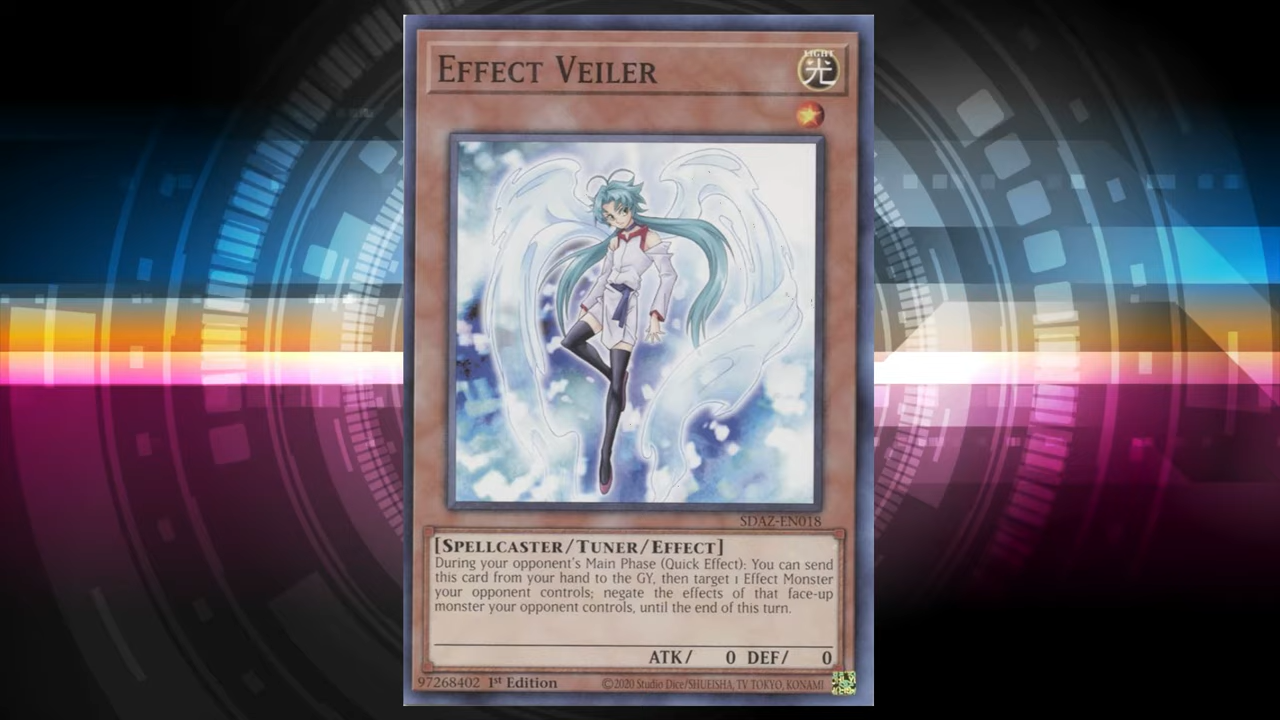 Effect Veiler
LIGHT
光
SDAZ-EN018
[Spellcaster/Tuner/Effect]
During your opponent's Main Phase (Quick Effect): You can send
this card from your hand to the GY, then target 1 Effect Monster
your opponent controls; negate the effects of that face-up
monster your opponent controls, until the end of this turn.
ATK/ 0 DEF/ 0
97268402 1st Edition ©2020 Studio Dice/SHUEISHA, TV TOKYO, KONAMI